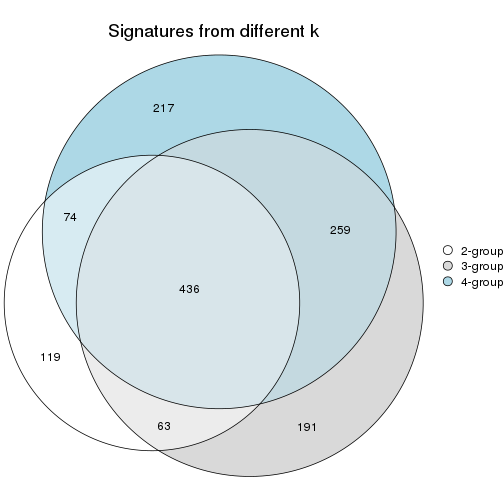 Signatures from different k
217
74
259
436
119
63
191
2-group
3-group
4-group